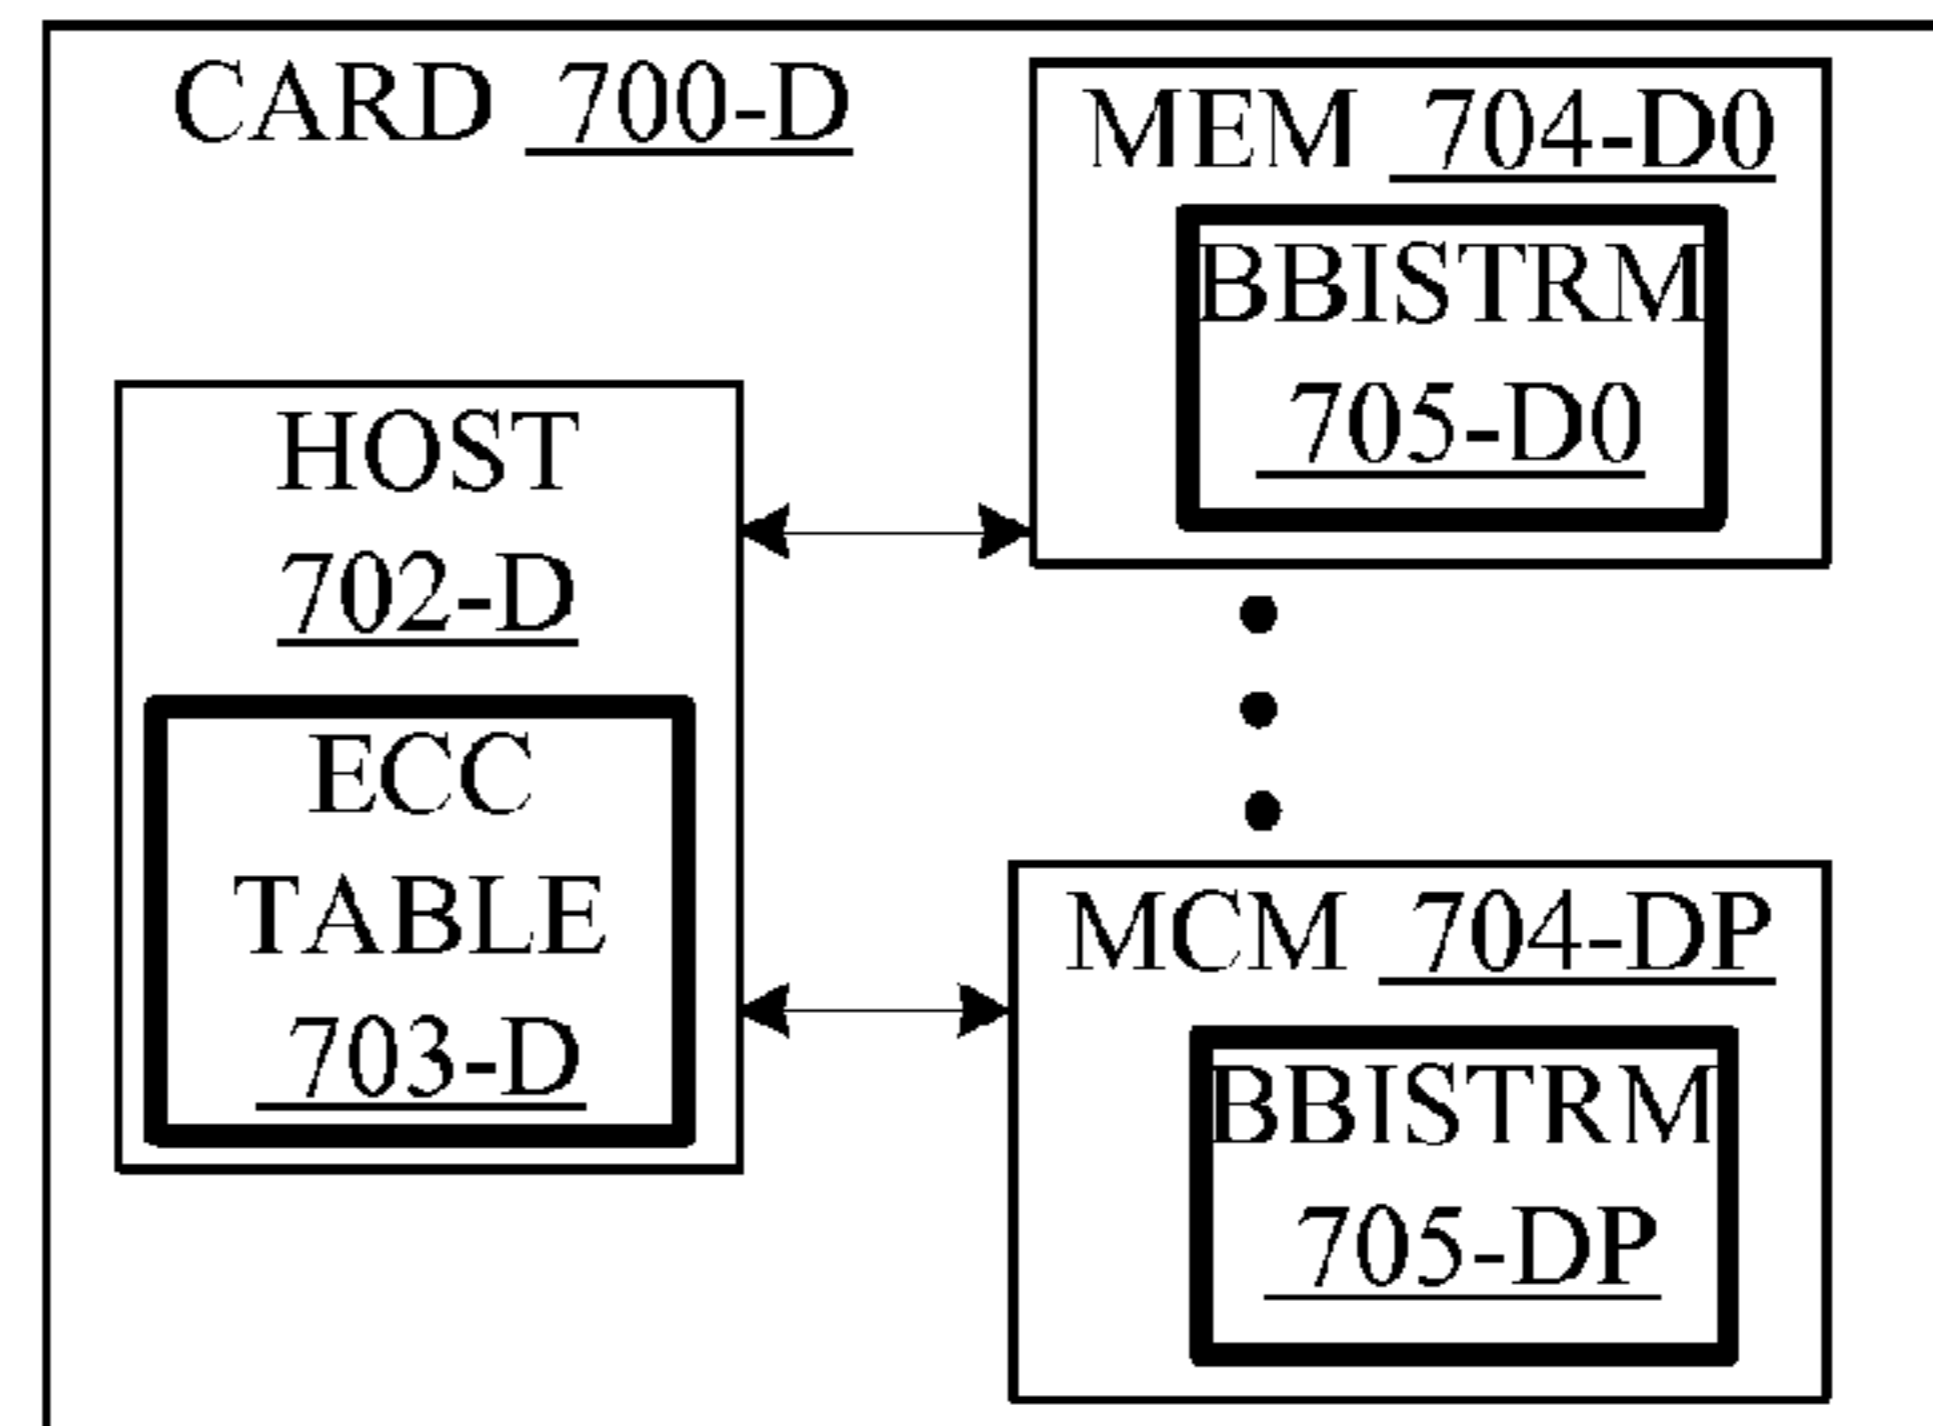 CARD 700-D
MEM 704-D0
BBISTRM
705-D0
HOST
702-D
ECC
TABLE
703-D
MCM 704-DP
BBISTRM
705-DP